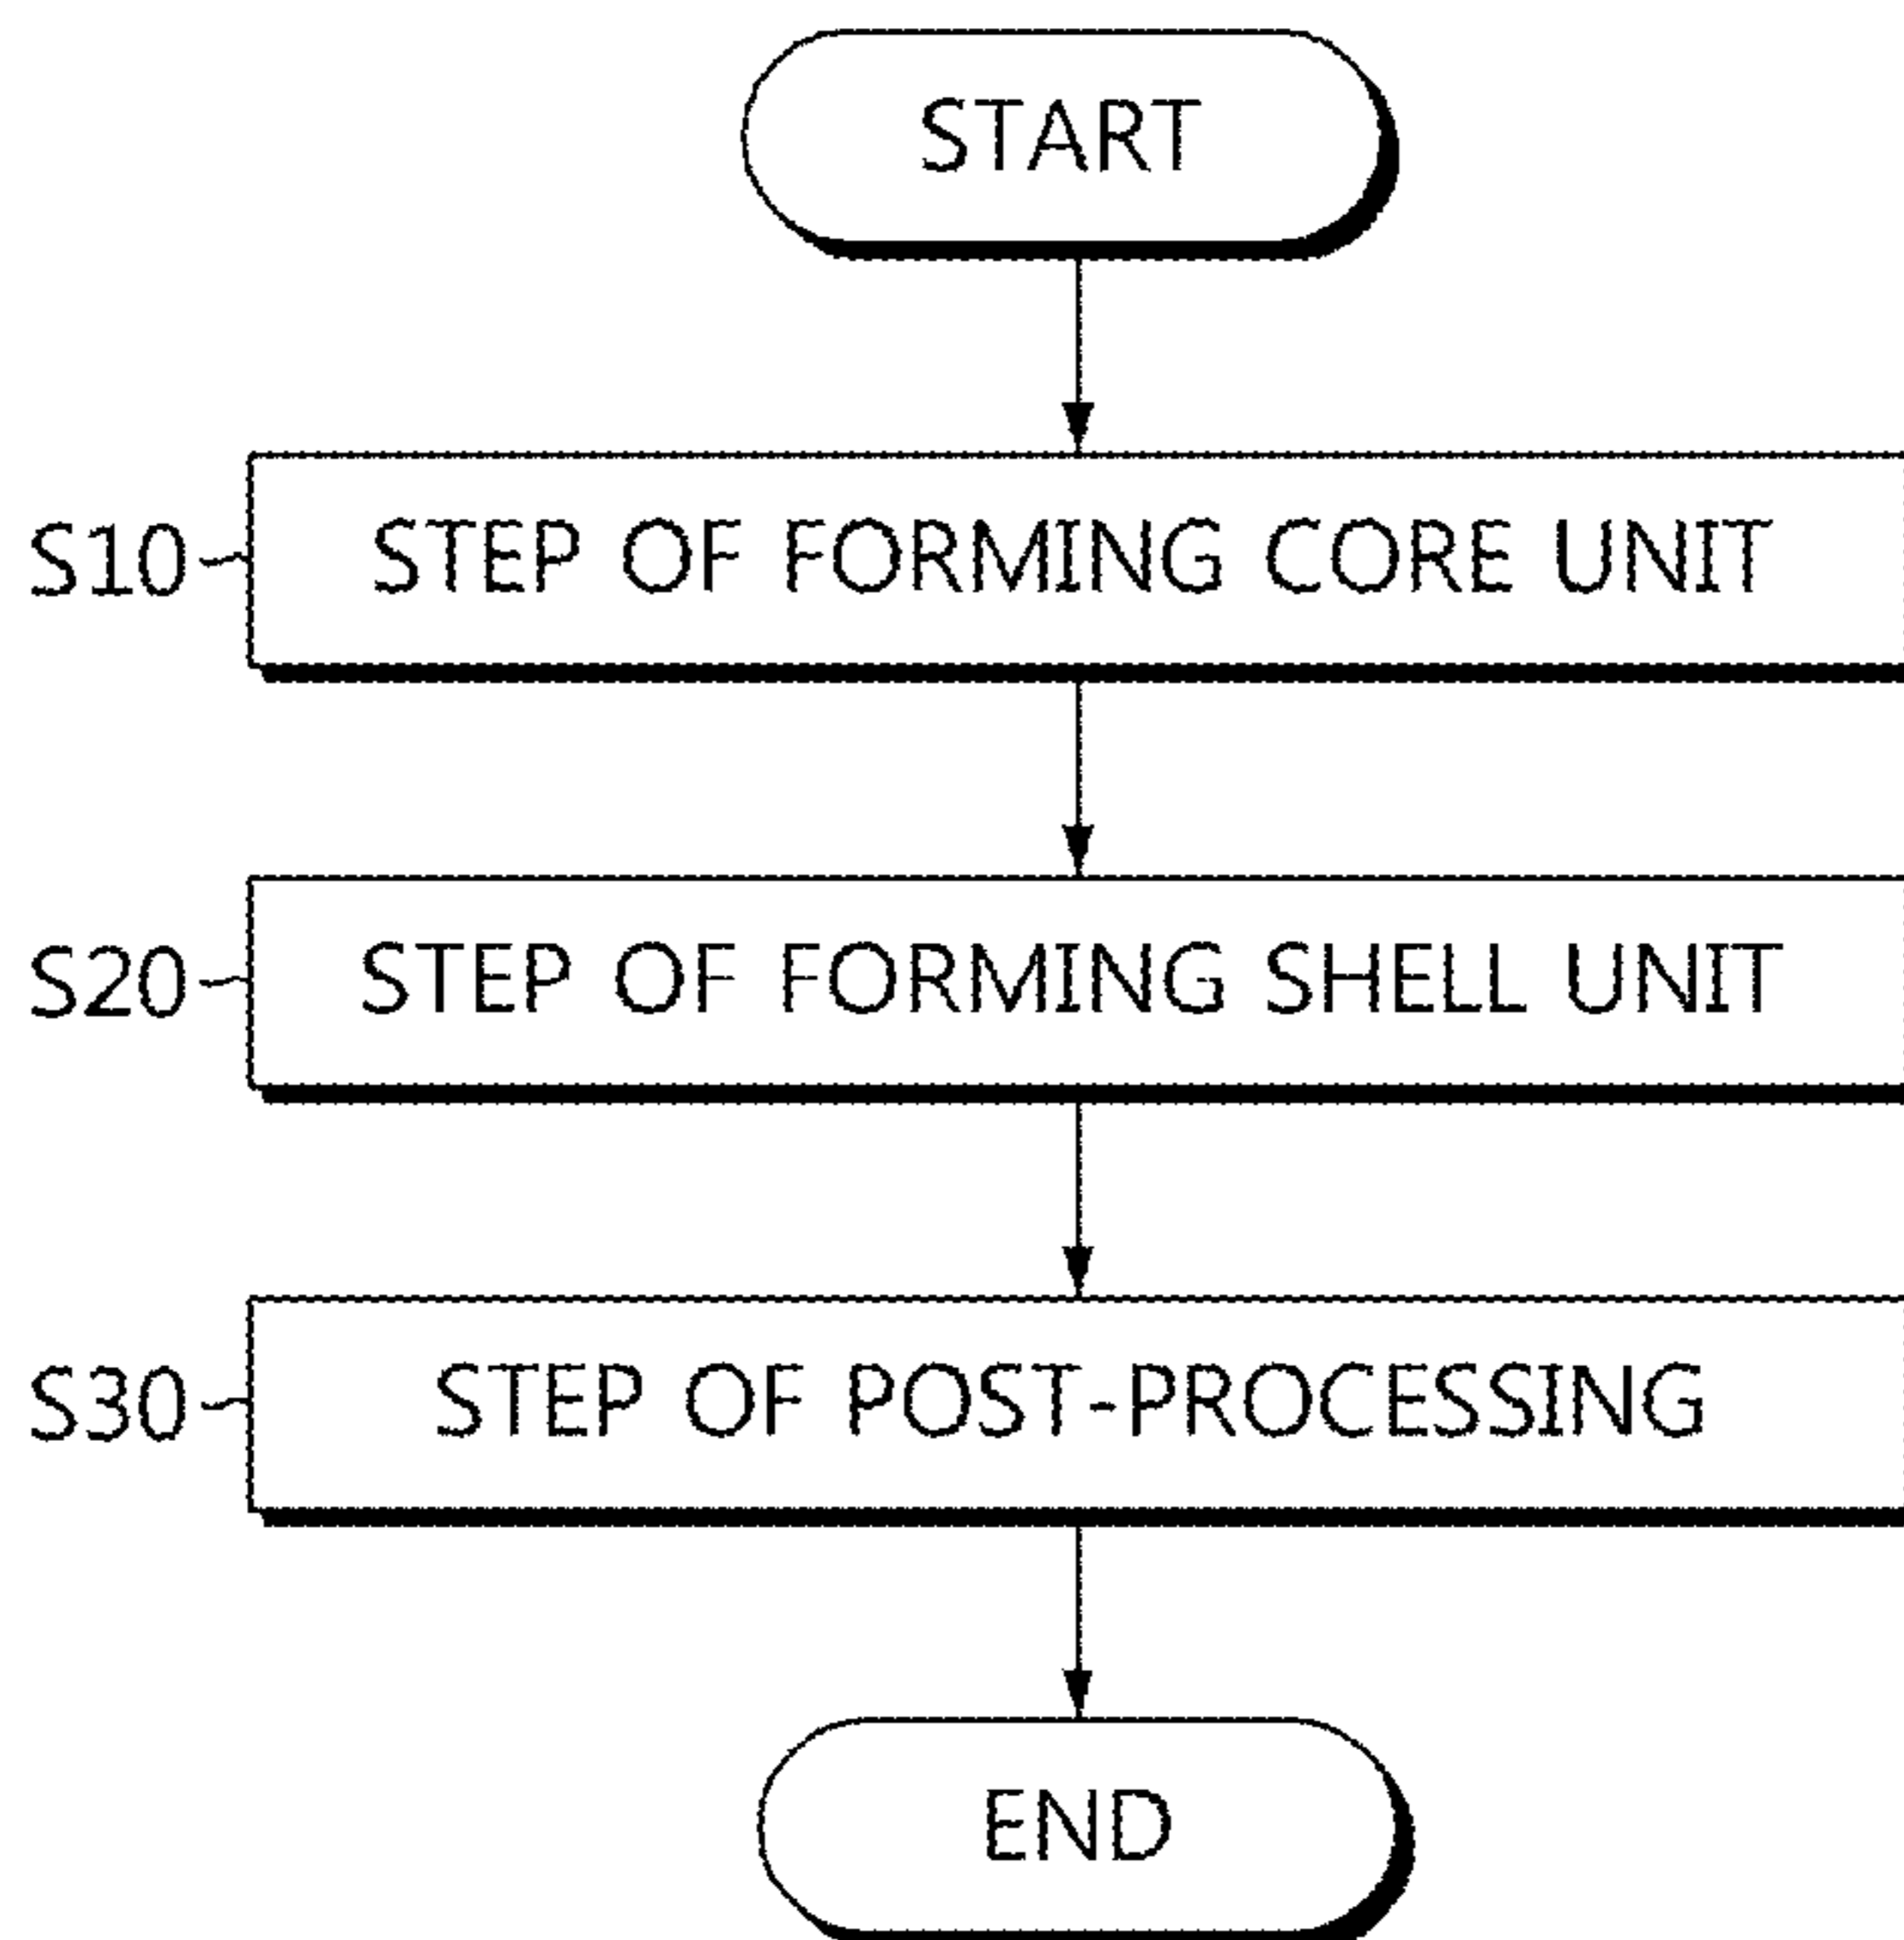 START
S10 STEP OF FORMING CORE UNIT
S20 STEP OF FORMING SHELL UNIT
S30 STEP OF POST-PROCESSING
END